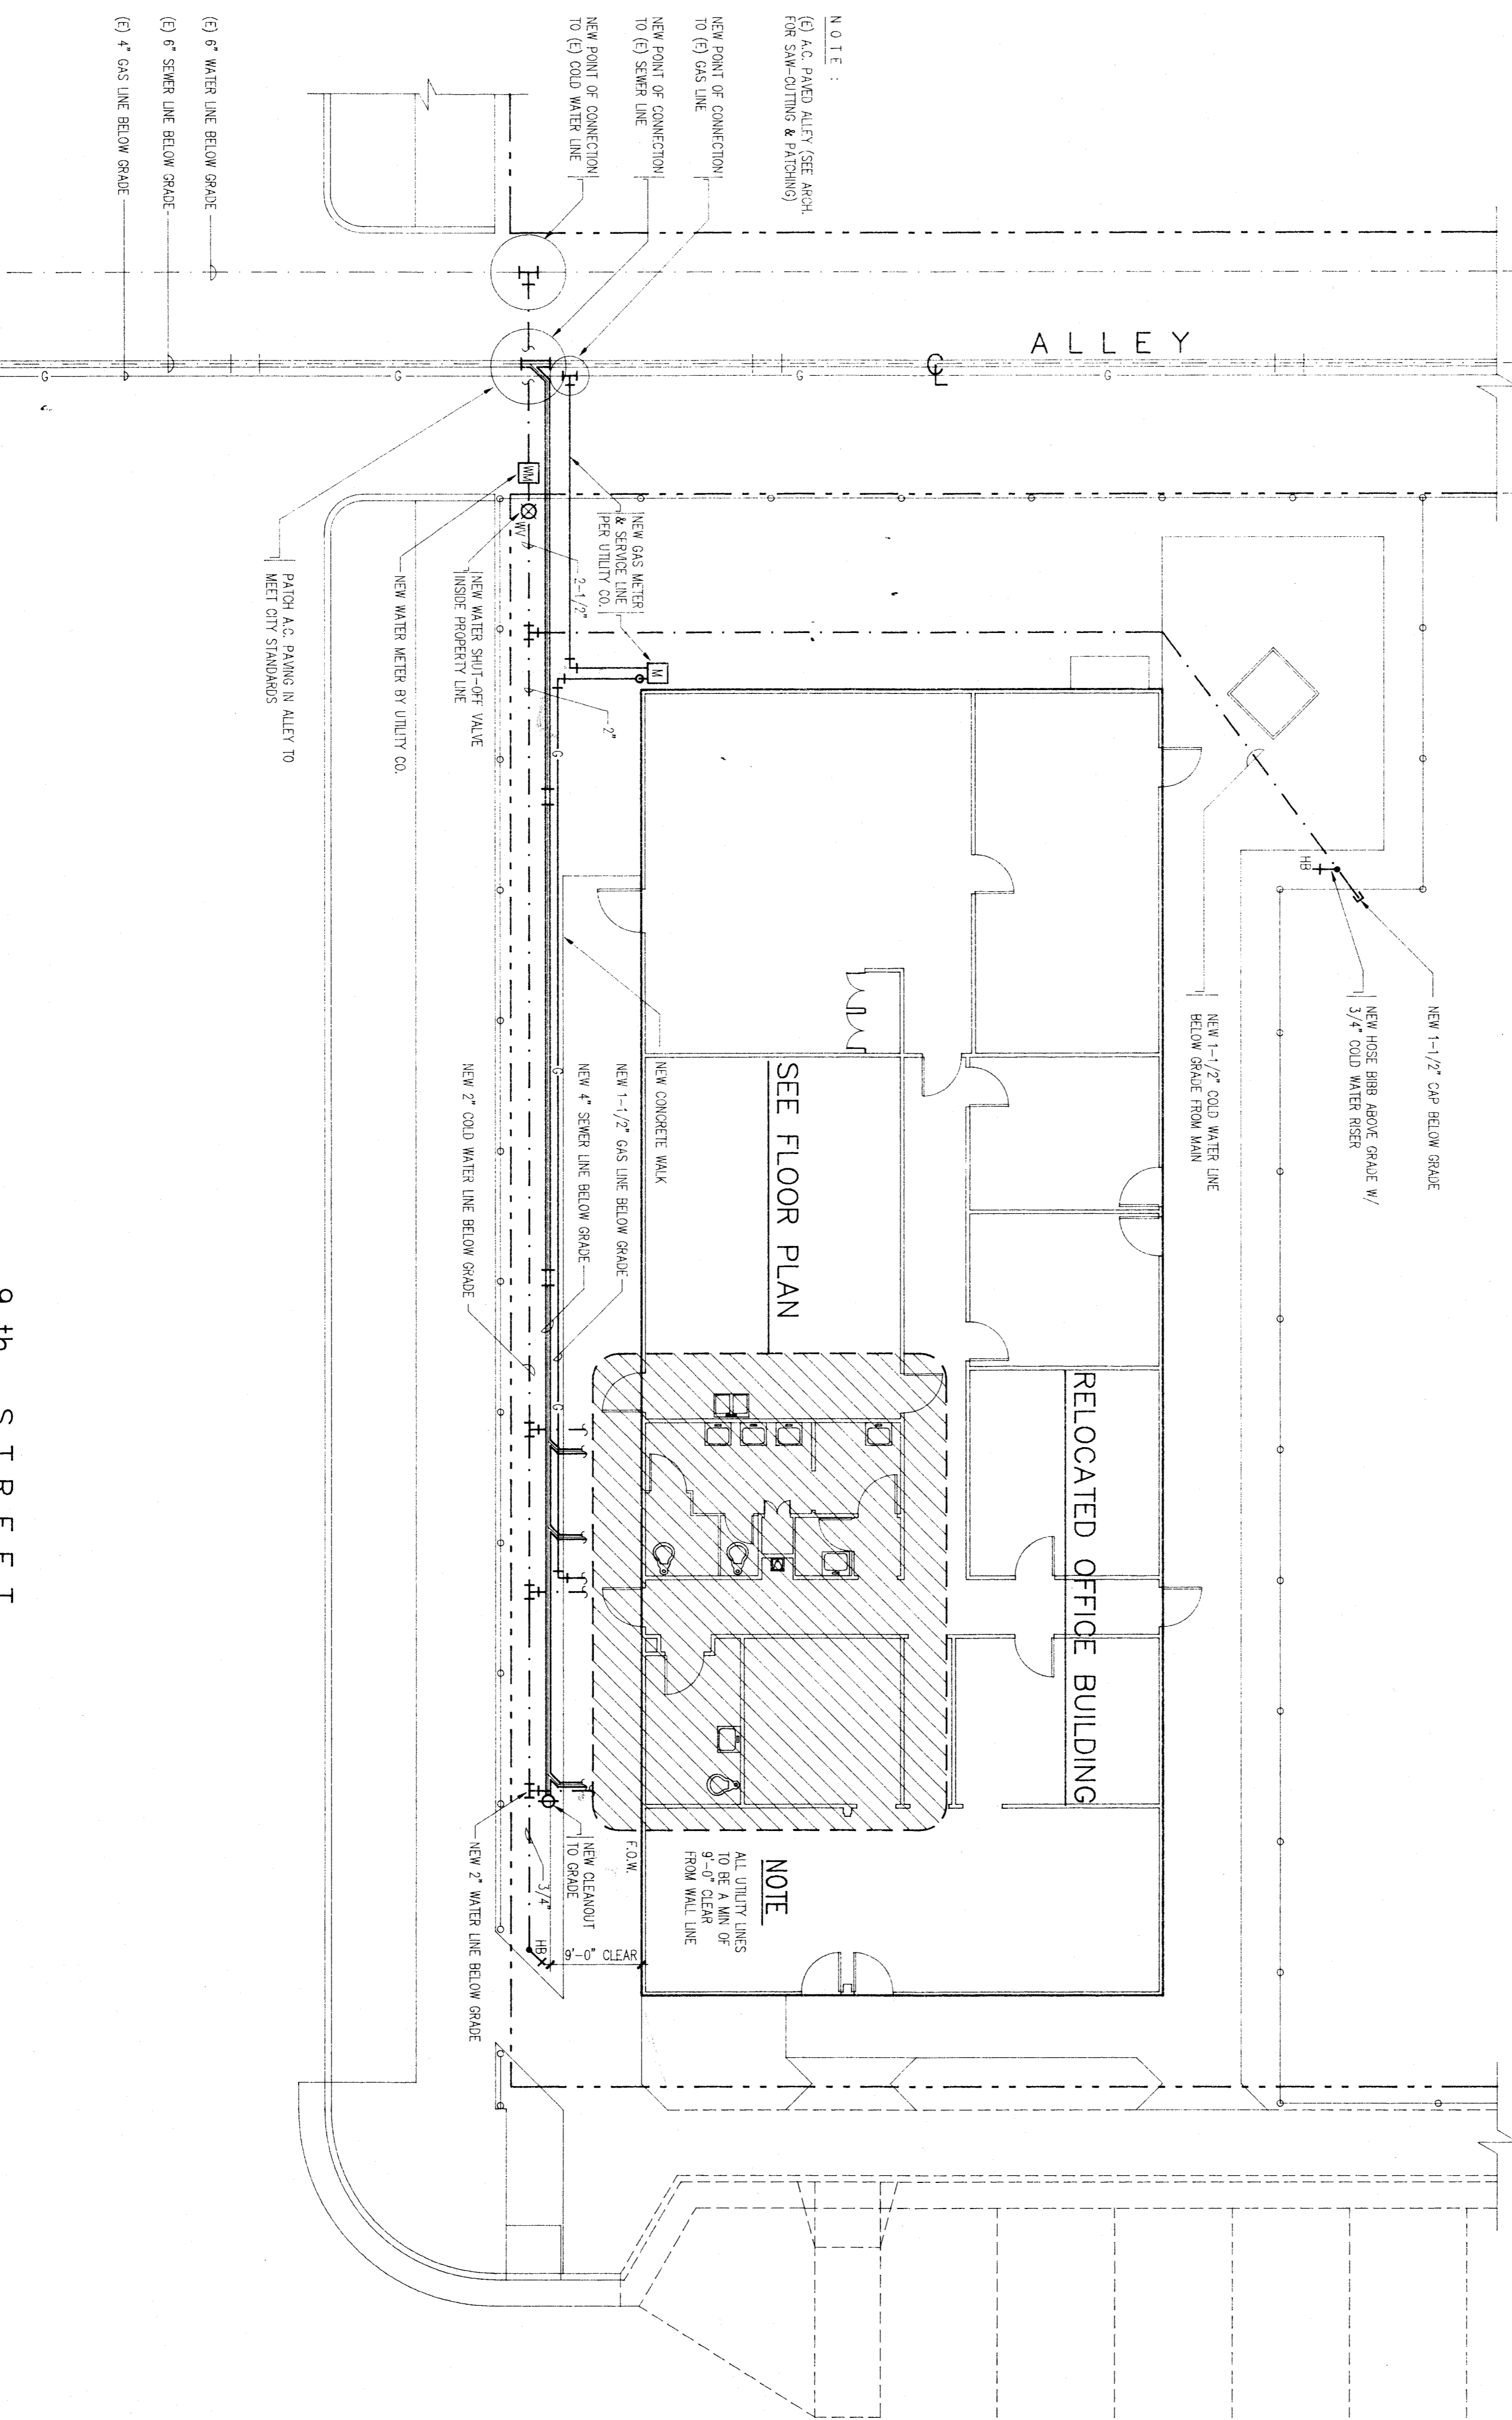 N O T E :
(E) A.C. PAVED ALLEY (SEE ARCH.
FOR SAW-CUTTING & PATCHING)
NEW POINT OF CONNECTION
TO (E) GAS LINE
NEW POINT OF CONNECTION
TO (E) SEWER LINE
NEW POINT OF CONNECTION
TO (E) COLD WATER LINE
(E) 6" WATER LINE BELOW GRADE
(E) 6" SEWER LINE BELOW GRADE
(E) 4" GAS LINE BELOW GRADE
A L L E Y
CL
G
G
G
G
WM
WV
2-1/2"
NEW GAS METER
& SERVICE LINE
PER UTILITY CO.
M
2"
NEW WATER SHUT-OFF VALVE
INSIDE PROPERTY LINE
NEW WATER METER BY UTILITY CO.
PATCH A.C. PAVING IN ALLEY TO
MEET CITY STANDARDS
G
G
G
HB
NEW 1-1/2" CAP BELOW GRADE
NEW HOSE BIBB ABOVE GRADE W/
3/4" COLD WATER RISER
NEW 1-1/2" COLD WATER LINE
BELOW GRADE FROM MAIN
SEE FLOOR PLAN
NEW CONCRETE WALK
NEW 1-1/2" GAS LINE BELOW GRADE
NEW 4" SEWER LINE BELOW GRADE
NEW 2" COLD WATER LINE BELOW GRADE
RELOCATED OFFICE BUILDING
NOTE
ALL UTILITY LINES
TO BE A MIN OF
9'-0" CLEAR
FROM WALL LINE
F.O.W.
NEW CLEANOUT
TO GRADE
3/4"
HB
9'-0" CLEAR
NEW 2" WATER LINE BELOW GRADE
9 th S T R E E T